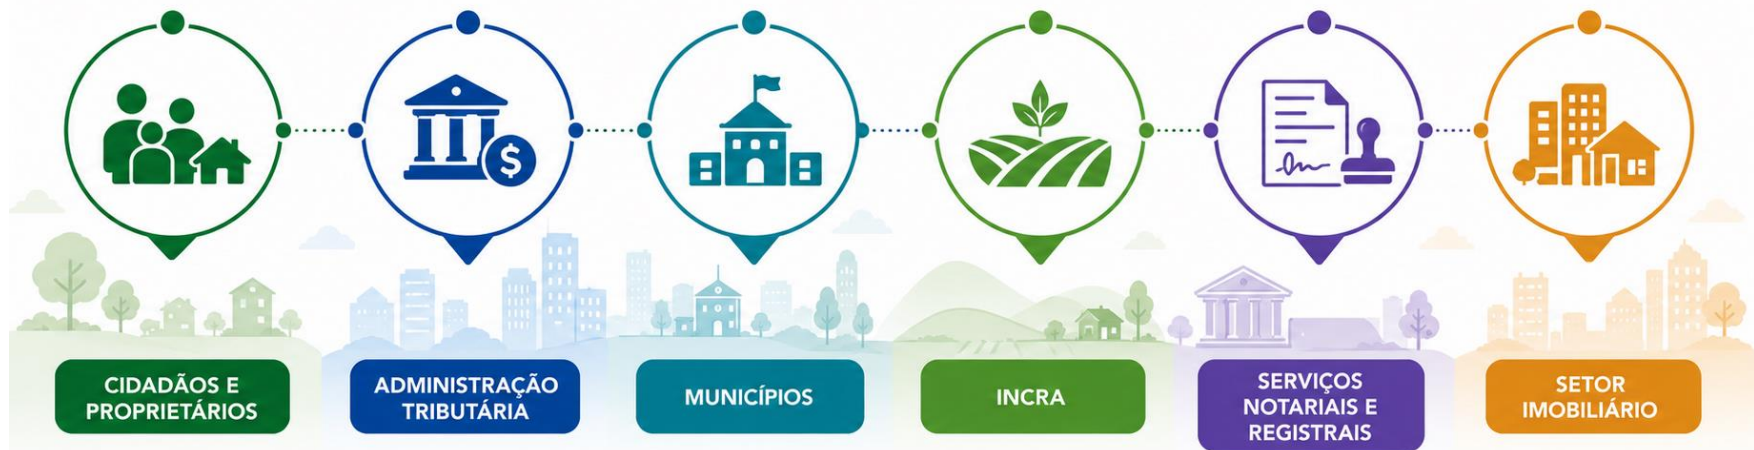 $
CIDADÃOS E
PROPRIETÁRIOS
ADMINISTRAÇÃO
TRIBUTÁRIA
MUNICÍPIOS
INCRA
SERVIÇOS
NOTARIAIS E
REGISTRAIS
SETOR
IMOBILIÁRIO